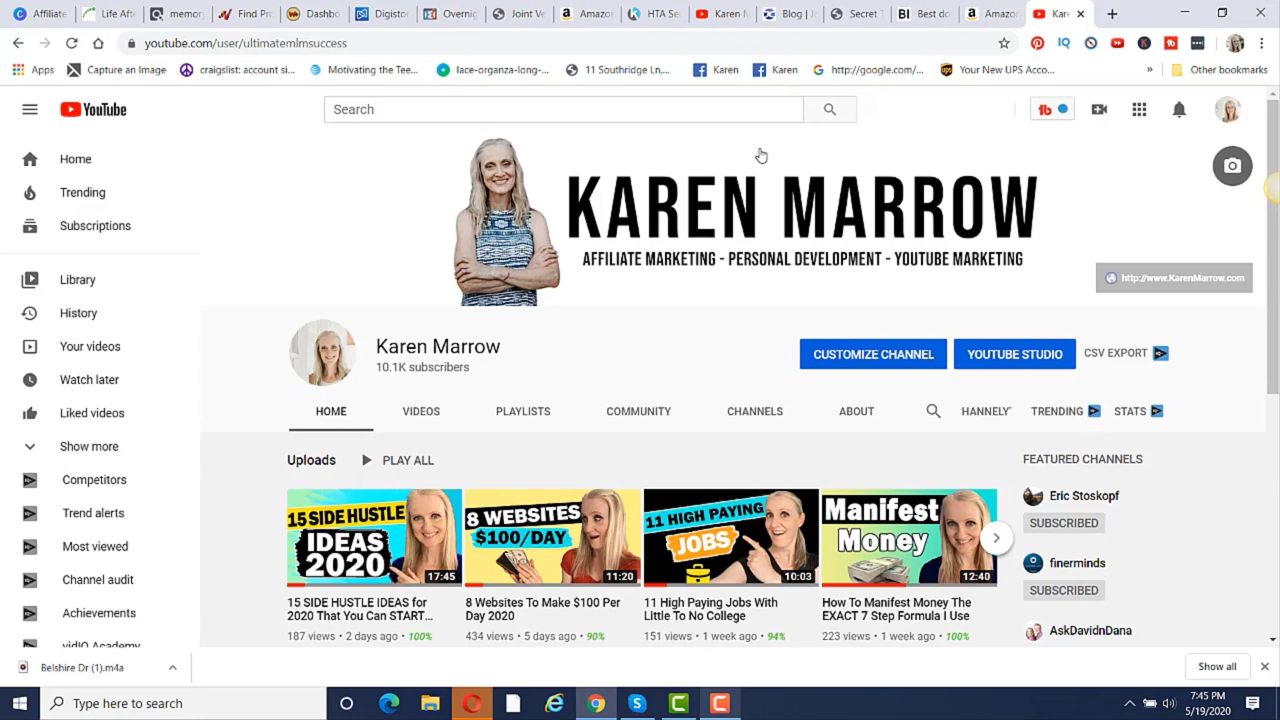 Affiliate
Life Afte
memor
Find Pro
Dashbo
Digistor
Overnig
Joint Ve
Amazor
HTA Se
Karen M
Blog | Jo
Secret T
Best do
Amazor
Kare
youtube.com/user/ultimatemlmsuccess
Apps
Capture an Image
craigslist: account si...
Motivating the Tee...
lace-organza-long-...
11 Southridge Ln,...
Karen
Karen
http://google.com/...
Your New UPS Acco...
»
Other bookmarks
YouTube
Search
Home
Trending
Subscriptions
Library
History
Your videos
Watch later
Liked videos
Show more
Competitors
Trend alerts
Most viewed
Channel audit
Achievements
vidIQ Academy
KAREN MARROW
AFFILIATE MARKETING - PERSONAL DEVELOPMENT - YOUTUBE MARKETING
http://www.KarenMarrow.com
Karen Marrow
10.1K subscribers
CUSTOMIZE CHANNEL
YOUTUBE STUDIO
CSV EXPORT
HOME
VIDEOS
PLAYLISTS
COMMUNITY
CHANNELS
ABOUT
HANNELY
TRENDING
STATS
Uploads
PLAY ALL
15 SIDE HUSTLE
IDEAS
2020
17:45
15 SIDE HUSTLE IDEAS for
2020 That You Can START...
187 views • 2 days ago • 100%
8 WEBSITES
$100/DAY
11:20
8 Websites To Make $100 Per
Day 2020
434 views • 5 days ago • 90%
11 HIGH PAYING
JOBS
10:03
11 High Paying Jobs With
Little To No College
151 views • 1 week ago • 94%
Manifest
Money
12:40
How To Manifest Money The
EXACT 7 Step Formula I Use
223 views • 1 week ago • 100%
FEATURED CHANNELS
Eric Stoskopf
SUBSCRIBED
finerminds
SUBSCRIBED
AskDavidnDana
Belshire Dr (1).m4a
Show all
Type here to search
7:45 PM
5/19/2020